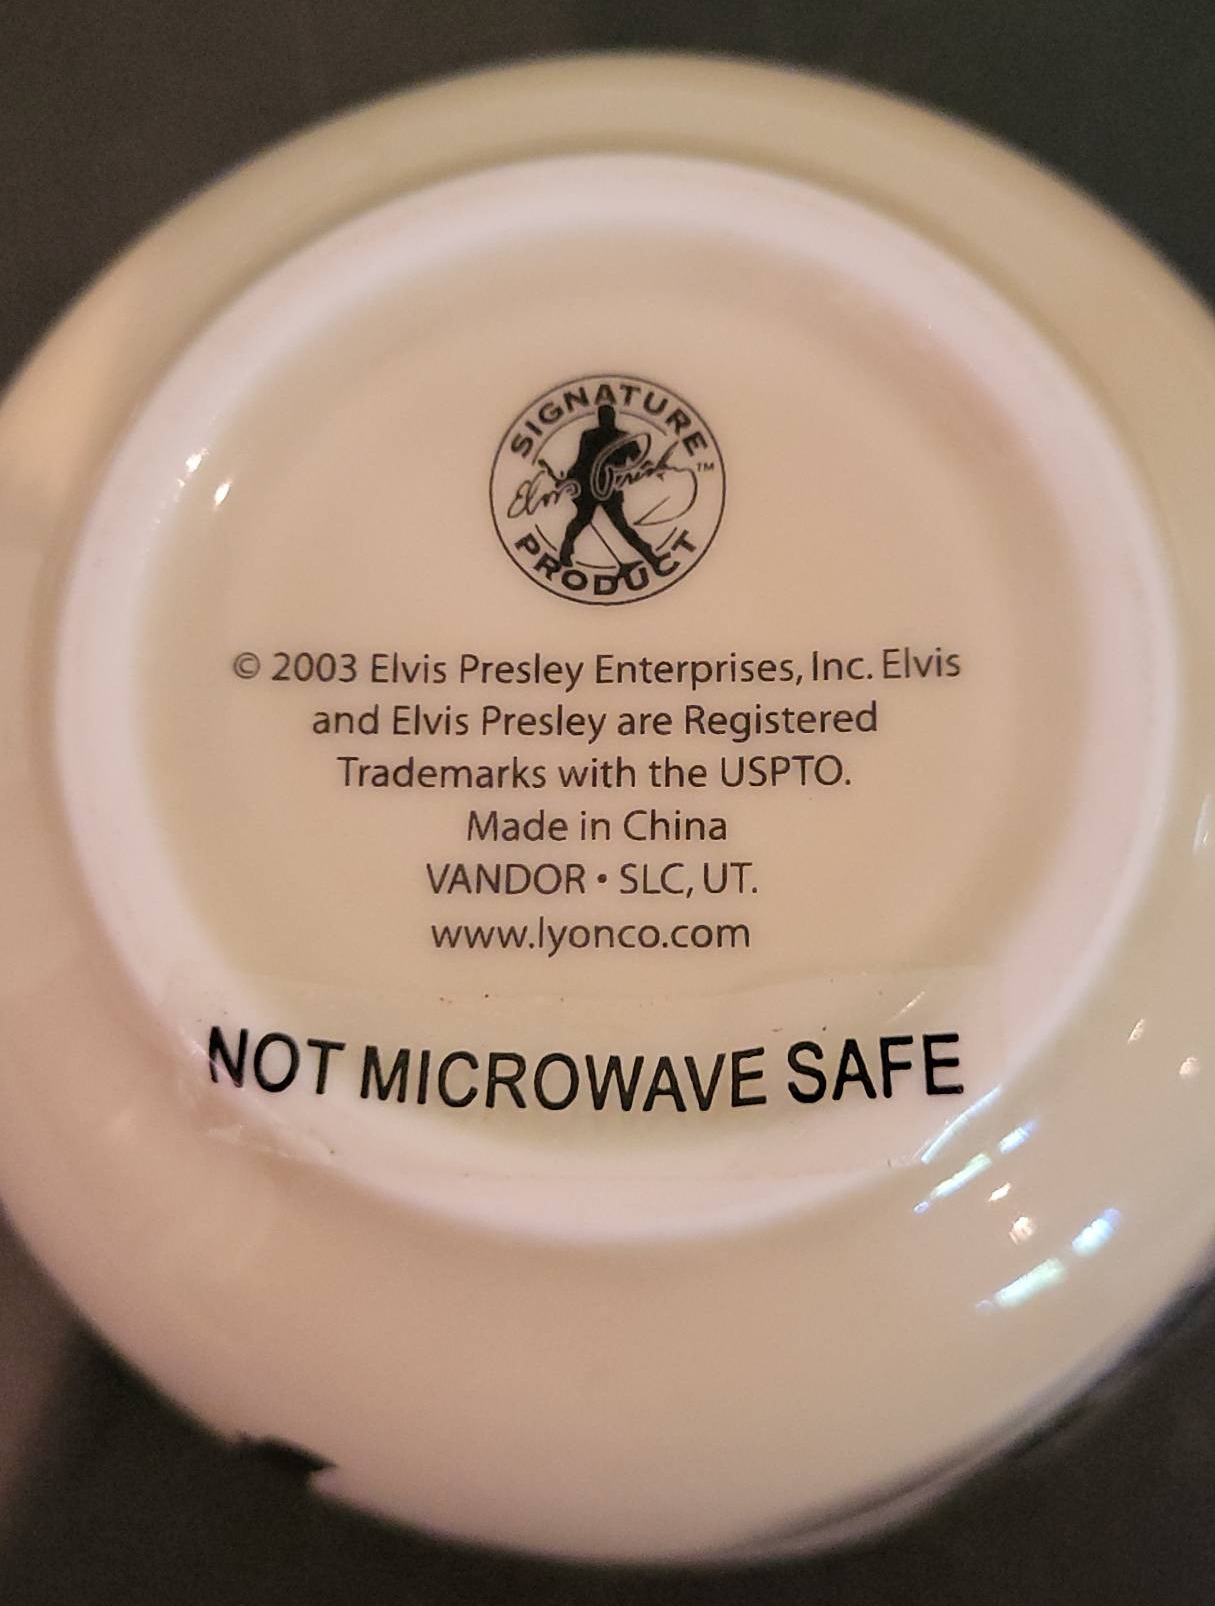 SIGNATURE
Elvis Presley ™
PRODUCT
© 2003 Elvis Presley Enterprises, Inc. Elvis
and Elvis Presley are Registered
Trademarks with the USPTO.
Made in China
VANDOR • SLC, UT.
www.lyonco.com
NOT MICROWAVE SAFE